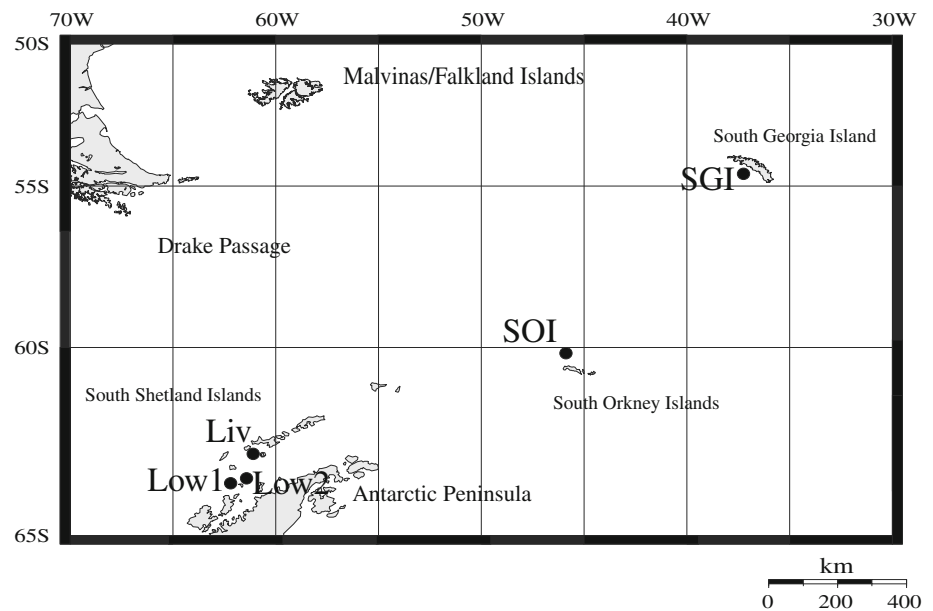 70W 60W 50W 40W 30W
50S
Malvinas/Falkland Islands
South Georgia Island
SGI
55S
Drake Passage
SOI
60S
South Shetland Islands
South Orkney Islands
Liv
Low1
Low2
Antarctic Peninsula
65S
km
0 200 400